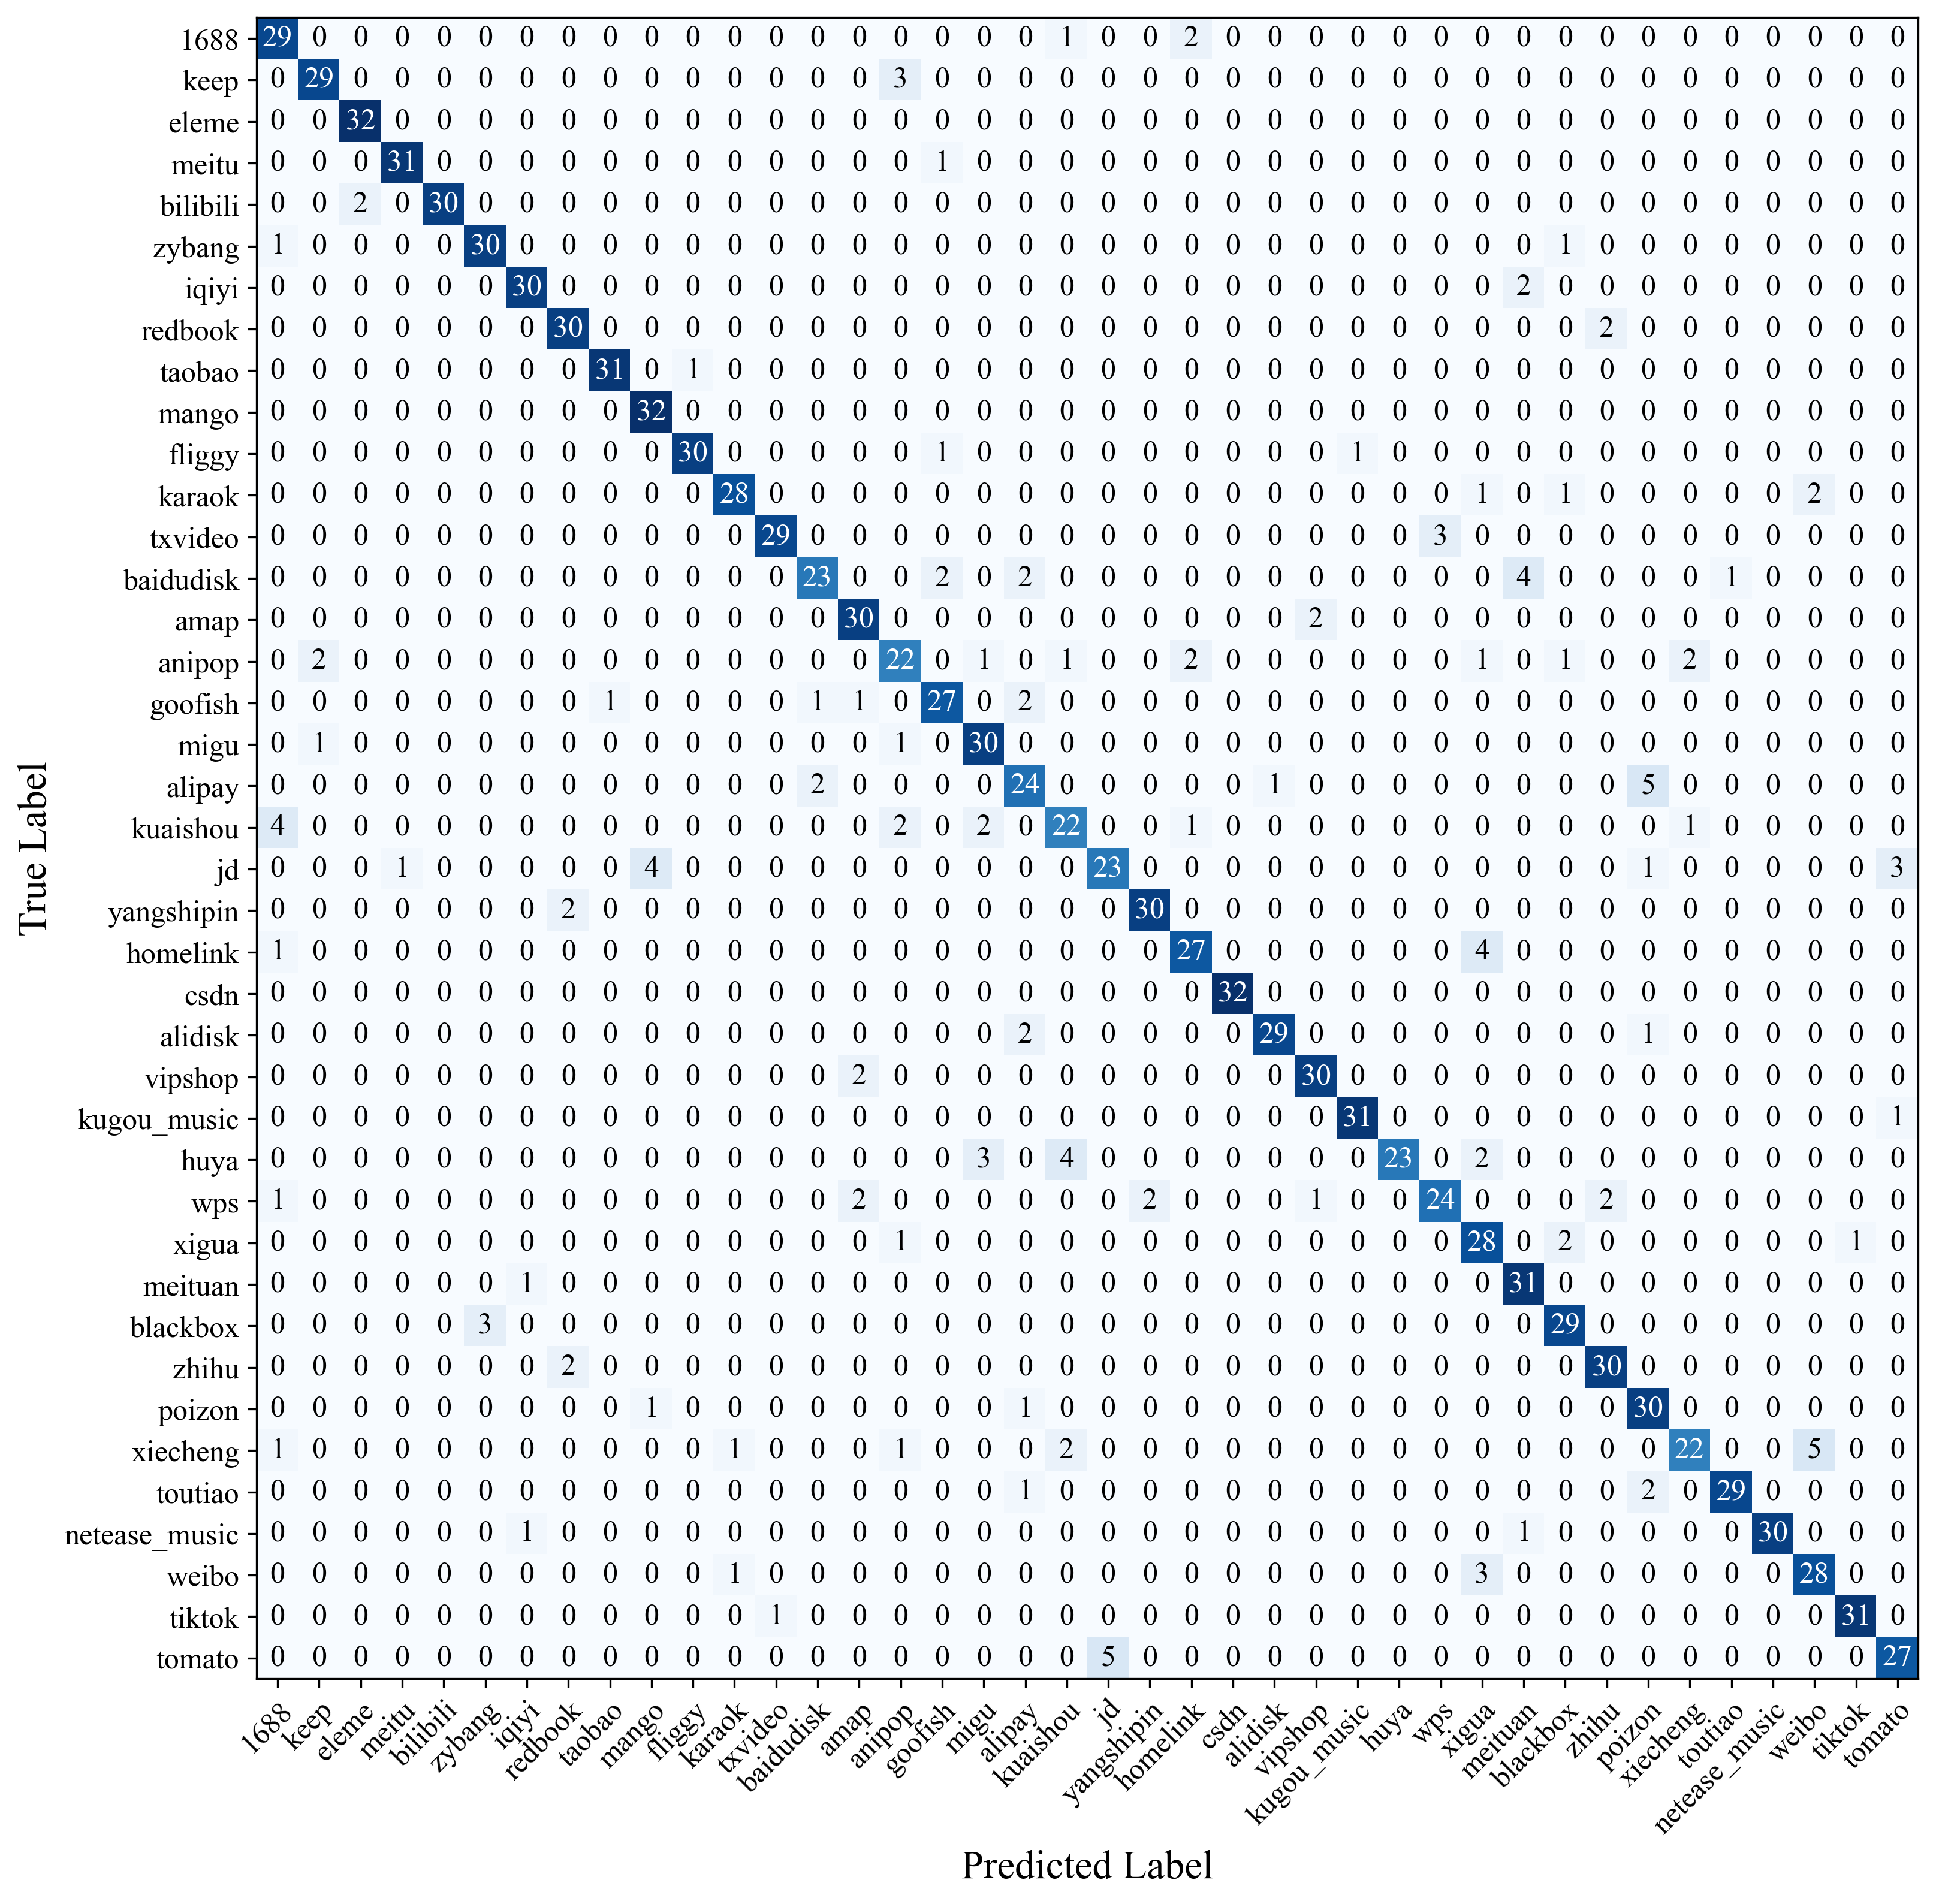 1688 29 0 0 0 0 0 0 0 0 0 0 0 0 0 0 0 0 0 0 1 0 0 2 0 0 0 0 0 0 0 0 0 0 0 0 0 0 0 0 0
keep 0 29 0 0 0 0 0 0 0 0 0 0 0 0 0 3 0 0 0 0 0 0 0 0 0 0 0 0 0 0 0 0 0 0 0 0 0 0 0 0
eleme 0 0 32 0 0 0 0 0 0 0 0 0 0 0 0 0 0 0 0 0 0 0 0 0 0 0 0 0 0 0 0 0 0 0 0 0 0 0 0 0
meitu 0 0 0 31 0 0 0 0 0 0 0 0 0 0 0 0 1 0 0 0 0 0 0 0 0 0 0 0 0 0 0 0 0 0 0 0 0 0 0 0
bilibili 0 0 2 0 30 0 0 0 0 0 0 0 0 0 0 0 0 0 0 0 0 0 0 0 0 0 0 0 0 0 0 0 0 0 0 0 0 0 0 0
zybang 1 0 0 0 0 30 0 0 0 0 0 0 0 0 0 0 0 0 0 0 0 0 0 0 0 0 0 0 0 0 0 1 0 0 0 0 0 0 0 0
iqiyi 0 0 0 0 0 0 30 0 0 0 0 0 0 0 0 0 0 0 0 0 0 0 0 0 0 0 0 0 0 0 2 0 0 0 0 0 0 0 0 0
redbook 0 0 0 0 0 0 0 30 0 0 0 0 0 0 0 0 0 0 0 0 0 0 0 0 0 0 0 0 0 0 0 0 2 0 0 0 0 0 0 0
taobao 0 0 0 0 0 0 0 0 31 0 1 0 0 0 0 0 0 0 0 0 0 0 0 0 0 0 0 0 0 0 0 0 0 0 0 0 0 0 0 0
mango 0 0 0 0 0 0 0 0 0 32 0 0 0 0 0 0 0 0 0 0 0 0 0 0 0 0 0 0 0 0 0 0 0 0 0 0 0 0 0 0
fliggy 0 0 0 0 0 0 0 0 0 0 30 0 0 0 0 0 1 0 0 0 0 0 0 0 0 0 1 0 0 0 0 0 0 0 0 0 0 0 0 0
karaok 0 0 0 0 0 0 0 0 0 0 0 28 0 0 0 0 0 0 0 0 0 0 0 0 0 0 0 0 0 1 0 1 0 0 0 0 0 2 0 0
txvideo 0 0 0 0 0 0 0 0 0 0 0 0 29 0 0 0 0 0 0 0 0 0 0 0 0 0 0 0 3 0 0 0 0 0 0 0 0 0 0 0
baidudisk 0 0 0 0 0 0 0 0 0 0 0 0 0 23 0 0 2 0 2 0 0 0 0 0 0 0 0 0 0 0 4 0 0 0 0 1 0 0 0 0
amap 0 0 0 0 0 0 0 0 0 0 0 0 0 0 30 0 0 0 0 0 0 0 0 0 0 2 0 0 0 0 0 0 0 0 0 0 0 0 0 0
anipop 0 2 0 0 0 0 0 0 0 0 0 0 0 0 0 22 0 1 0 1 0 0 2 0 0 0 0 0 0 1 0 1 0 0 2 0 0 0 0 0
goofish 0 0 0 0 0 0 0 0 1 0 0 0 0 1 1 0 27 0 2 0 0 0 0 0 0 0 0 0 0 0 0 0 0 0 0 0 0 0 0 0
migu 0 1 0 0 0 0 0 0 0 0 0 0 0 0 0 1 0 30 0 0 0 0 0 0 0 0 0 0 0 0 0 0 0 0 0 0 0 0 0 0
alipay 0 0 0 0 0 0 0 0 0 0 0 0 0 2 0 0 0 0 24 0 0 0 0 0 1 0 0 0 0 0 0 0 0 5 0 0 0 0 0 0
kuaishou 4 0 0 0 0 0 0 0 0 0 0 0 0 0 0 2 0 2 0 22 0 0 1 0 0 0 0 0 0 0 0 0 0 0 1 0 0 0 0 0
jd 0 0 0 1 0 0 0 0 0 4 0 0 0 0 0 0 0 0 0 0 23 0 0 0 0 0 0 0 0 0 0 0 0 1 0 0 0 0 0 3
yangshipin 0 0 0 0 0 0 0 2 0 0 0 0 0 0 0 0 0 0 0 0 0 30 0 0 0 0 0 0 0 0 0 0 0 0 0 0 0 0 0 0
homelink 1 0 0 0 0 0 0 0 0 0 0 0 0 0 0 0 0 0 0 0 0 0 27 0 0 0 0 0 0 4 0 0 0 0 0 0 0 0 0 0
csdn 0 0 0 0 0 0 0 0 0 0 0 0 0 0 0 0 0 0 0 0 0 0 0 32 0 0 0 0 0 0 0 0 0 0 0 0 0 0 0 0
alidisk 0 0 0 0 0 0 0 0 0 0 0 0 0 0 0 0 0 0 2 0 0 0 0 0 29 0 0 0 0 0 0 0 0 1 0 0 0 0 0 0
vipshop 0 0 0 0 0 0 0 0 0 0 0 0 0 0 2 0 0 0 0 0 0 0 0 0 0 30 0 0 0 0 0 0 0 0 0 0 0 0 0 0
kugou_music 0 0 0 0 0 0 0 0 0 0 0 0 0 0 0 0 0 0 0 0 0 0 0 0 0 0 31 0 0 0 0 0 0 0 0 0 0 0 0 1
huya 0 0 0 0 0 0 0 0 0 0 0 0 0 0 0 0 0 3 0 4 0 0 0 0 0 0 0 23 0 2 0 0 0 0 0 0 0 0 0 0
wps 1 0 0 0 0 0 0 0 0 0 0 0 0 0 2 0 0 0 0 0 0 2 0 0 0 1 0 0 24 0 0 0 2 0 0 0 0 0 0 0
xigua 0 0 0 0 0 0 0 0 0 0 0 0 0 0 0 1 0 0 0 0 0 0 0 0 0 0 0 0 0 28 0 2 0 0 0 0 0 0 1 0
meituan 0 0 0 0 0 0 1 0 0 0 0 0 0 0 0 0 0 0 0 0 0 0 0 0 0 0 0 0 0 0 31 0 0 0 0 0 0 0 0 0
blackbox 0 0 0 0 0 3 0 0 0 0 0 0 0 0 0 0 0 0 0 0 0 0 0 0 0 0 0 0 0 0 0 29 0 0 0 0 0 0 0 0
zhihu 0 0 0 0 0 0 0 2 0 0 0 0 0 0 0 0 0 0 0 0 0 0 0 0 0 0 0 0 0 0 0 0 30 0 0 0 0 0 0 0
poizon 0 0 0 0 0 0 0 0 0 1 0 0 0 0 0 0 0 0 1 0 0 0 0 0 0 0 0 0 0 0 0 0 0 30 0 0 0 0 0 0
xiecheng 1 0 0 0 0 0 0 0 0 0 0 1 0 0 0 1 0 0 0 2 0 0 0 0 0 0 0 0 0 0 0 0 0 0 22 0 0 5 0 0
toutiao 0 0 0 0 0 0 0 0 0 0 0 0 0 0 0 0 0 0 1 0 0 0 0 0 0 0 0 0 0 0 0 0 0 2 0 29 0 0 0 0
netease_music 0 0 0 0 0 0 1 0 0 0 0 0 0 0 0 0 0 0 0 0 0 0 0 0 0 0 0 0 0 0 1 0 0 0 0 0 30 0 0 0
weibo 0 0 0 0 0 0 0 0 0 0 0 1 0 0 0 0 0 0 0 0 0 0 0 0 0 0 0 0 0 3 0 0 0 0 0 0 0 28 0 0
tiktok 0 0 0 0 0 0 0 0 0 0 0 0 1 0 0 0 0 0 0 0 0 0 0 0 0 0 0 0 0 0 0 0 0 0 0 0 0 0 31 0
tomato 0 0 0 0 0 0 0 0 0 0 0 0 0 0 0 0 0 0 0 0 5 0 0 0 0 0 0 0 0 0 0 0 0 0 0 0 0 0 0 27
True Label
1688 keep eleme meitu bilibili zybang iqiyi redbook taobao mango fliggy karaok txvideo baidudisk amap anipop goofish migu alipay kuaishou jd yangshipin homelink csdn alidisk vipshop kugou_music huya wps xigua meituan blackbox zhihu poizon xiecheng toutiao netease_music weibo tiktok tomato
Predicted Label